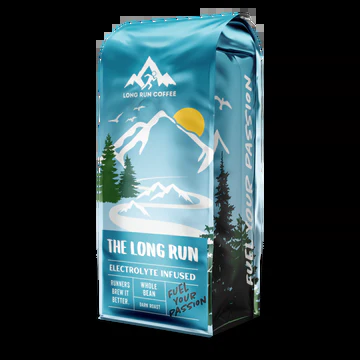 LONG RUN COFFEE
THE LONG RUN
ELECTROLYTE INFUSED
RUNNERS
BREW IT
BETTER.
WHOLE
BEAN
DARK ROAST
FUEL
YOUR
PASSION
FUEL YOUR PASSION